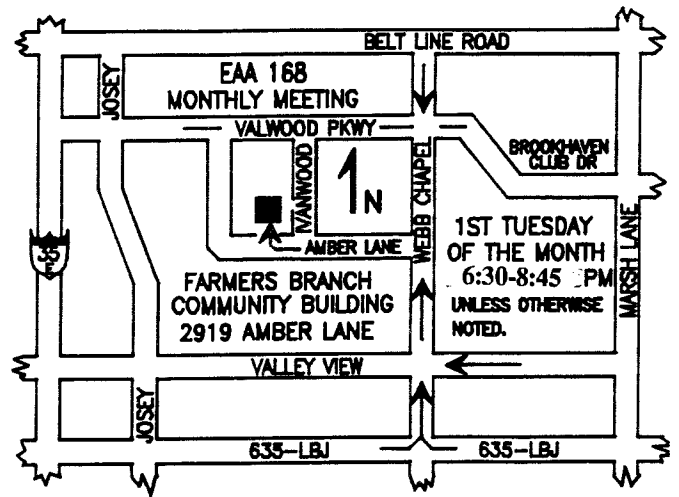 BELT LINE ROAD
JOSEY
EAA 168
MONTHLY MEETING
VALWOOD PKWY
BROOKHAVEN
CLUB DR
IVANWOOD
N
WEBB CHAPEL
AMBER LANE
MARSH LANE
1ST TUESDAY
OF THE MONTH
6:30-8:45 PM
UNLESS OTHERWISE
NOTED.
35
E
FARMERS BRANCH
COMMUNITY BUILDING
2919 AMBER LANE
VALLEY VIEW
JOSEY
635-LBJ
635-LBJ